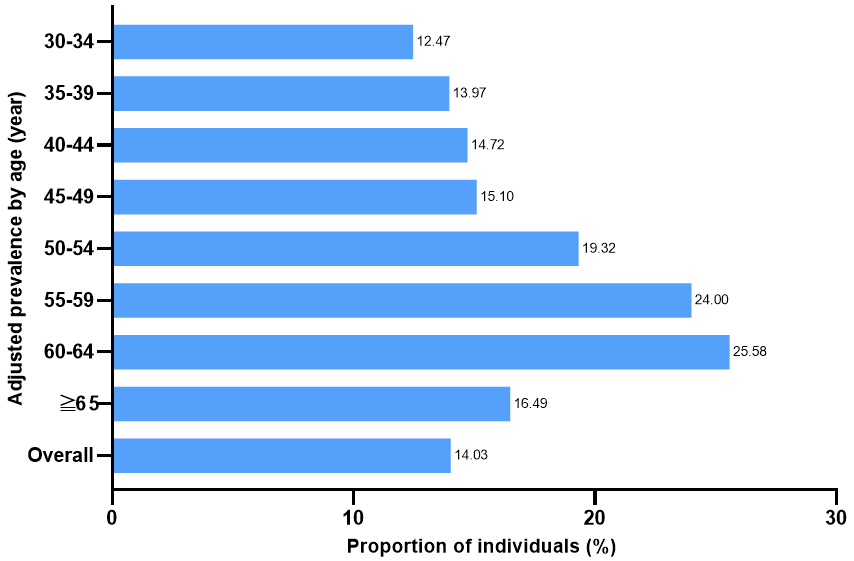 Adjusted prevalence by age (year)
30-34 12.47
35-39 13.97
40-44 14.72
45-49 15.10
50-54 19.32
55-59 24.00
60-64 25.58
≧65 16.49
Overall 14.03
0 10 20 30
Proportion of individuals (%)